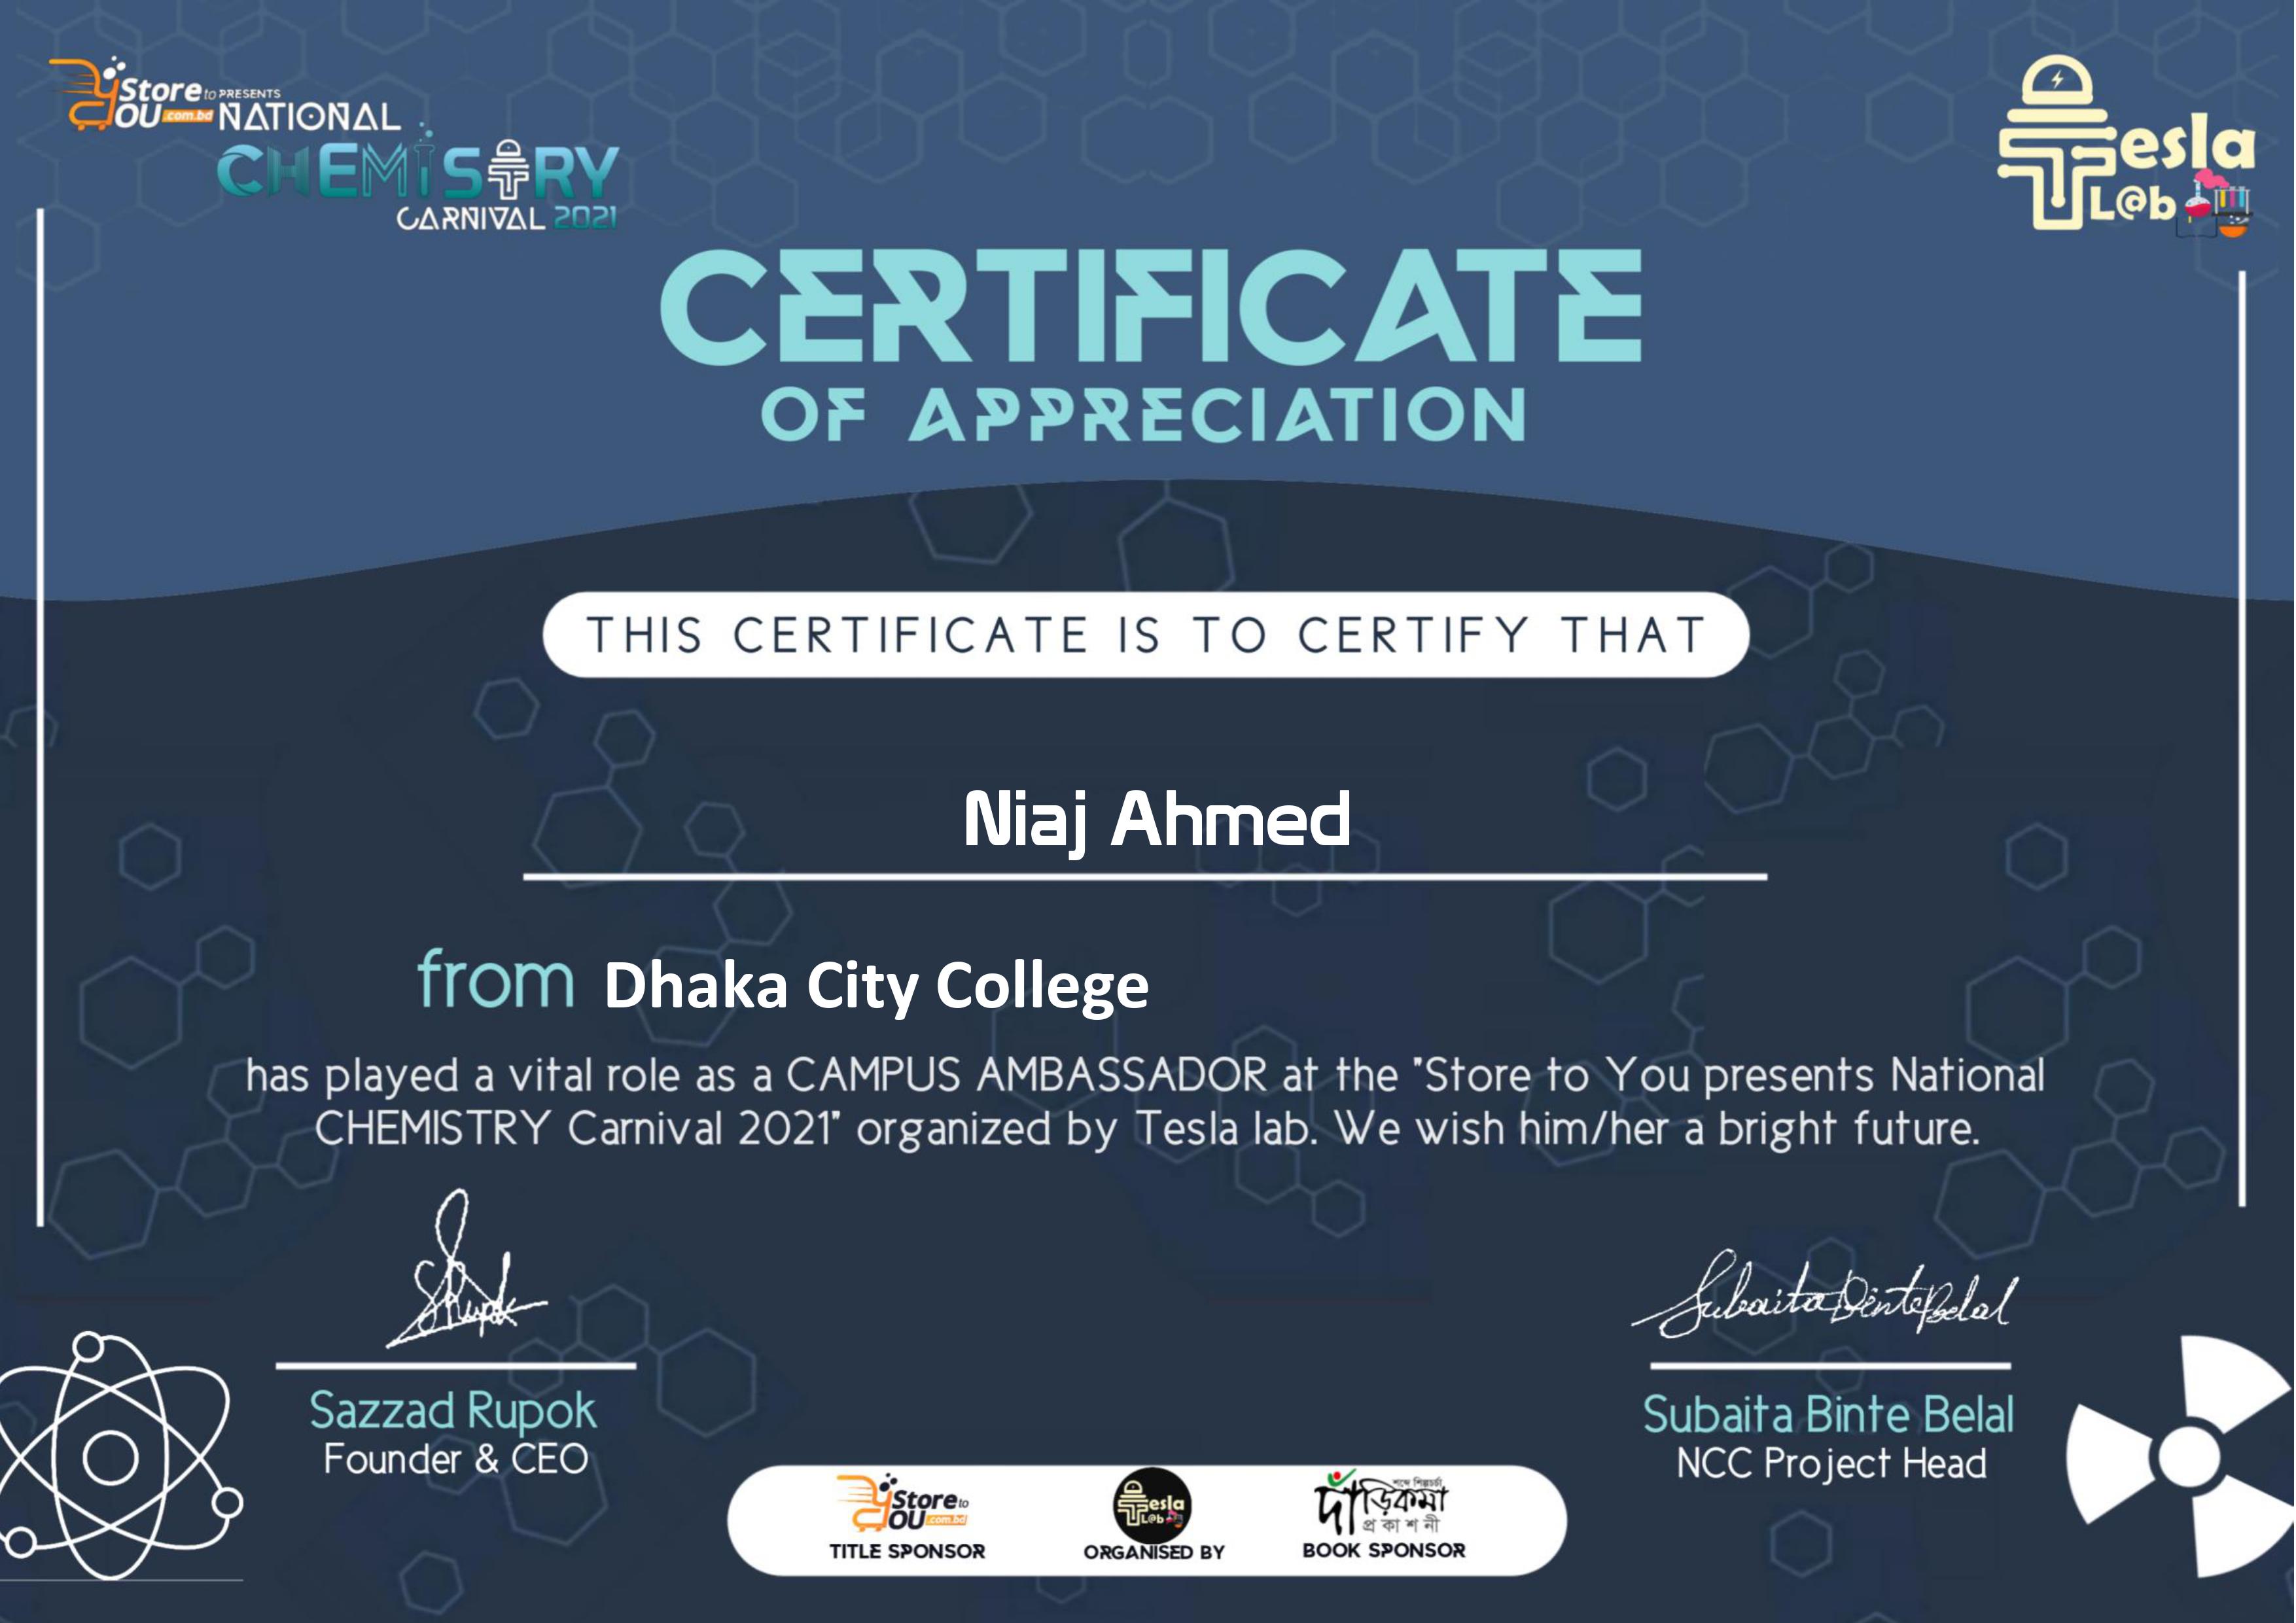 Store to PRESENTS
YOU .com.bd NATIONAL
CHEMISTRY
CARNIVAL 2021
Tesla
L@b
CERTIFICATE
OF APPRECIATION
THIS CERTIFICATE IS TO CERTIFY THAT
Niaj Ahmed
from Dhaka City College
has played a vital role as a CAMPUS AMBASSADOR at the "Store to You presents National
CHEMISTRY Carnival 2021" organized by Tesla lab. We wish him/her a bright future.
Subaita Binte Belal
Sazzad Rupok
Founder & CEO
Subaita Binte Belal
NCC Project Head
Store to
YOU .com.bd
TITLE SPONSOR
Tesla
L@b
ORGANISED BY
শব্দে শিল্পচর্চা
দাঁড়িকমা
প্রকাশনী
BOOK SPONSOR